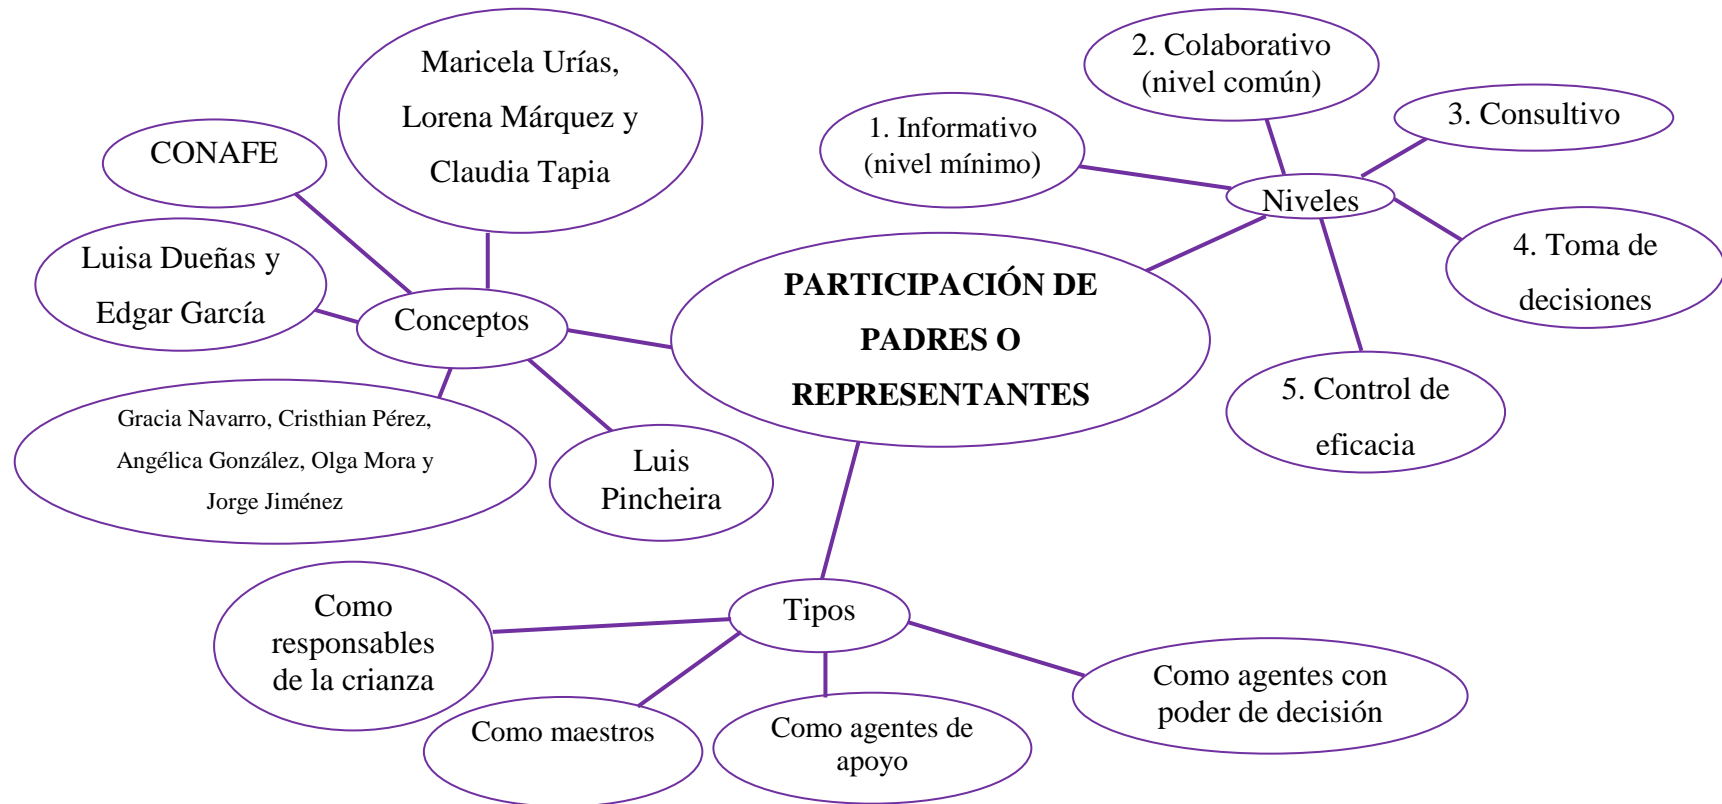 Maricela Urías,
Lorena Márquez y
Claudia Tapia
CONAFE
Luisa Dueñas y
Edgar García
Conceptos
Gracia Navarro, Cristhian Pérez,
Angélica González, Olga Mora y
Jorge Jiménez
Luis
Pincheira
PARTICIPACIÓN DE
PADRES O
REPRESENTANTES
2. Colaborativo
(nivel común)
1. Informativo
(nivel mínimo)
3. Consultivo
Niveles
4. Toma de
decisiones
5. Control de
eficacia
Tipos
Como
responsables
de la crianza
Como maestros
Como agentes de
apoyo
Como agentes con
poder de decisión